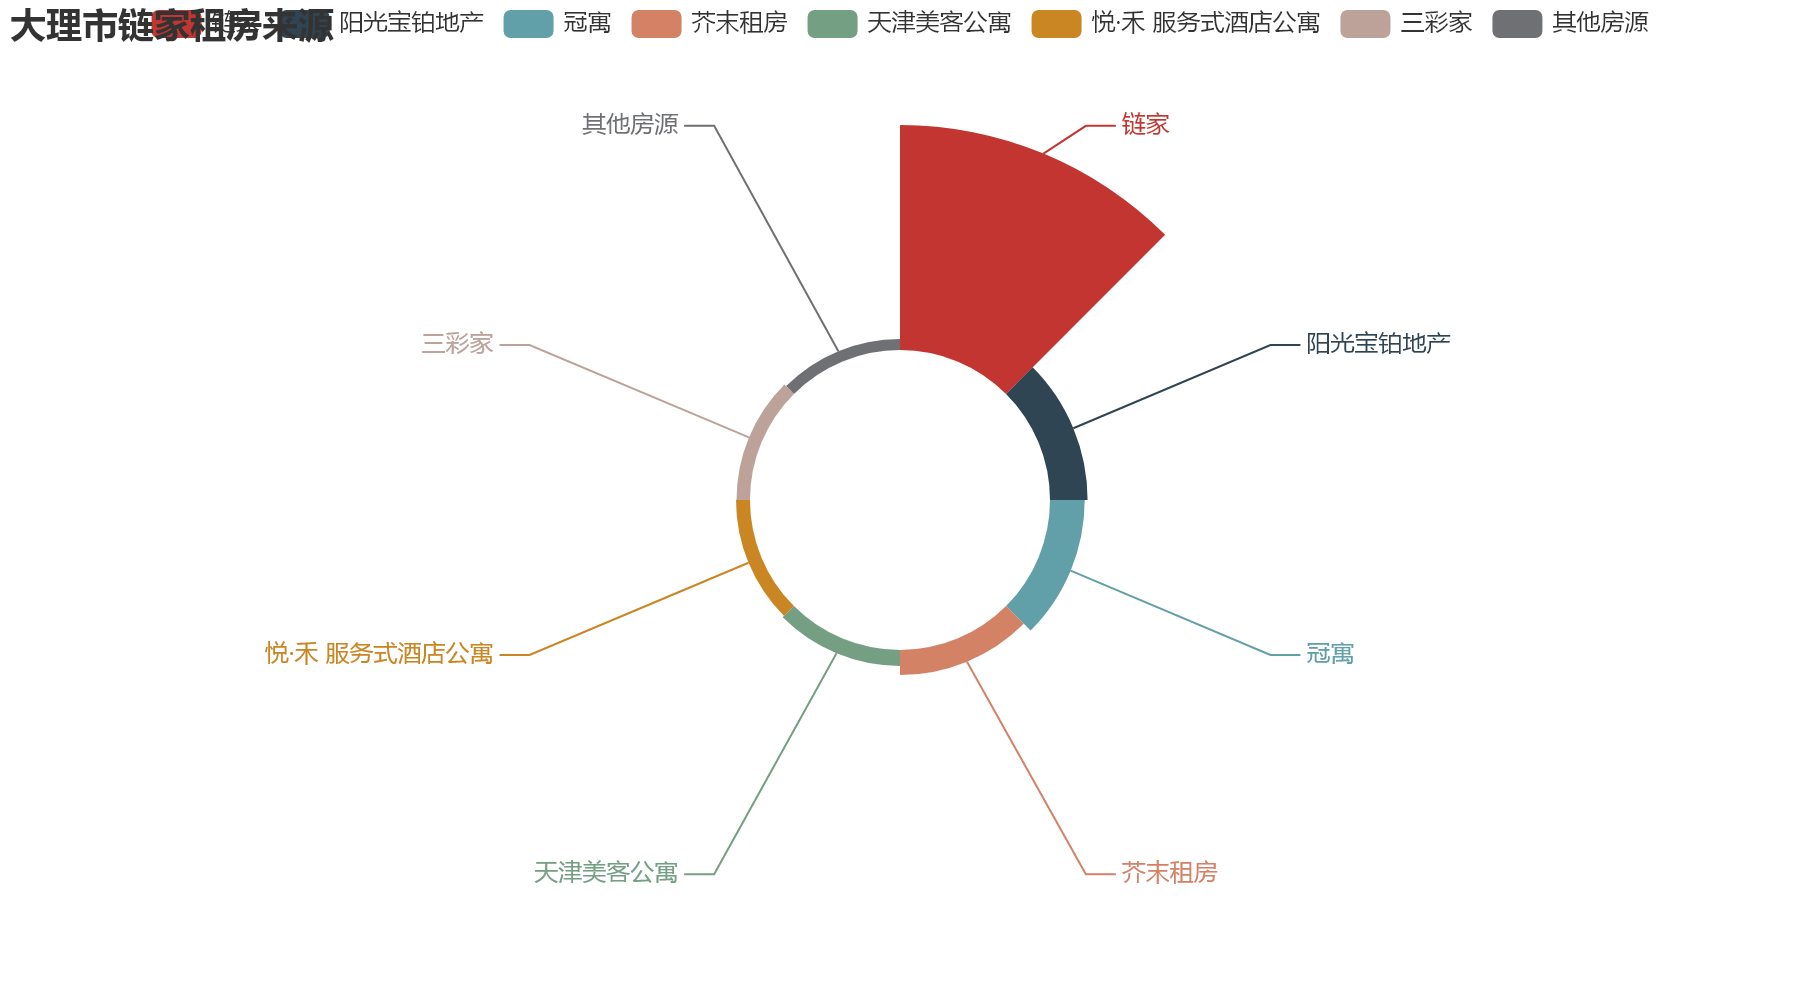 大理市链家租房来源
链家
阳光宝铂地产
冠寓
芥末租房
天津美客公寓
悦·禾 服务式酒店公寓
三彩家
其他房源
其他房源
链家
三彩家
阳光宝铂地产
悦·禾 服务式酒店公寓
冠寓
天津美客公寓
芥末租房